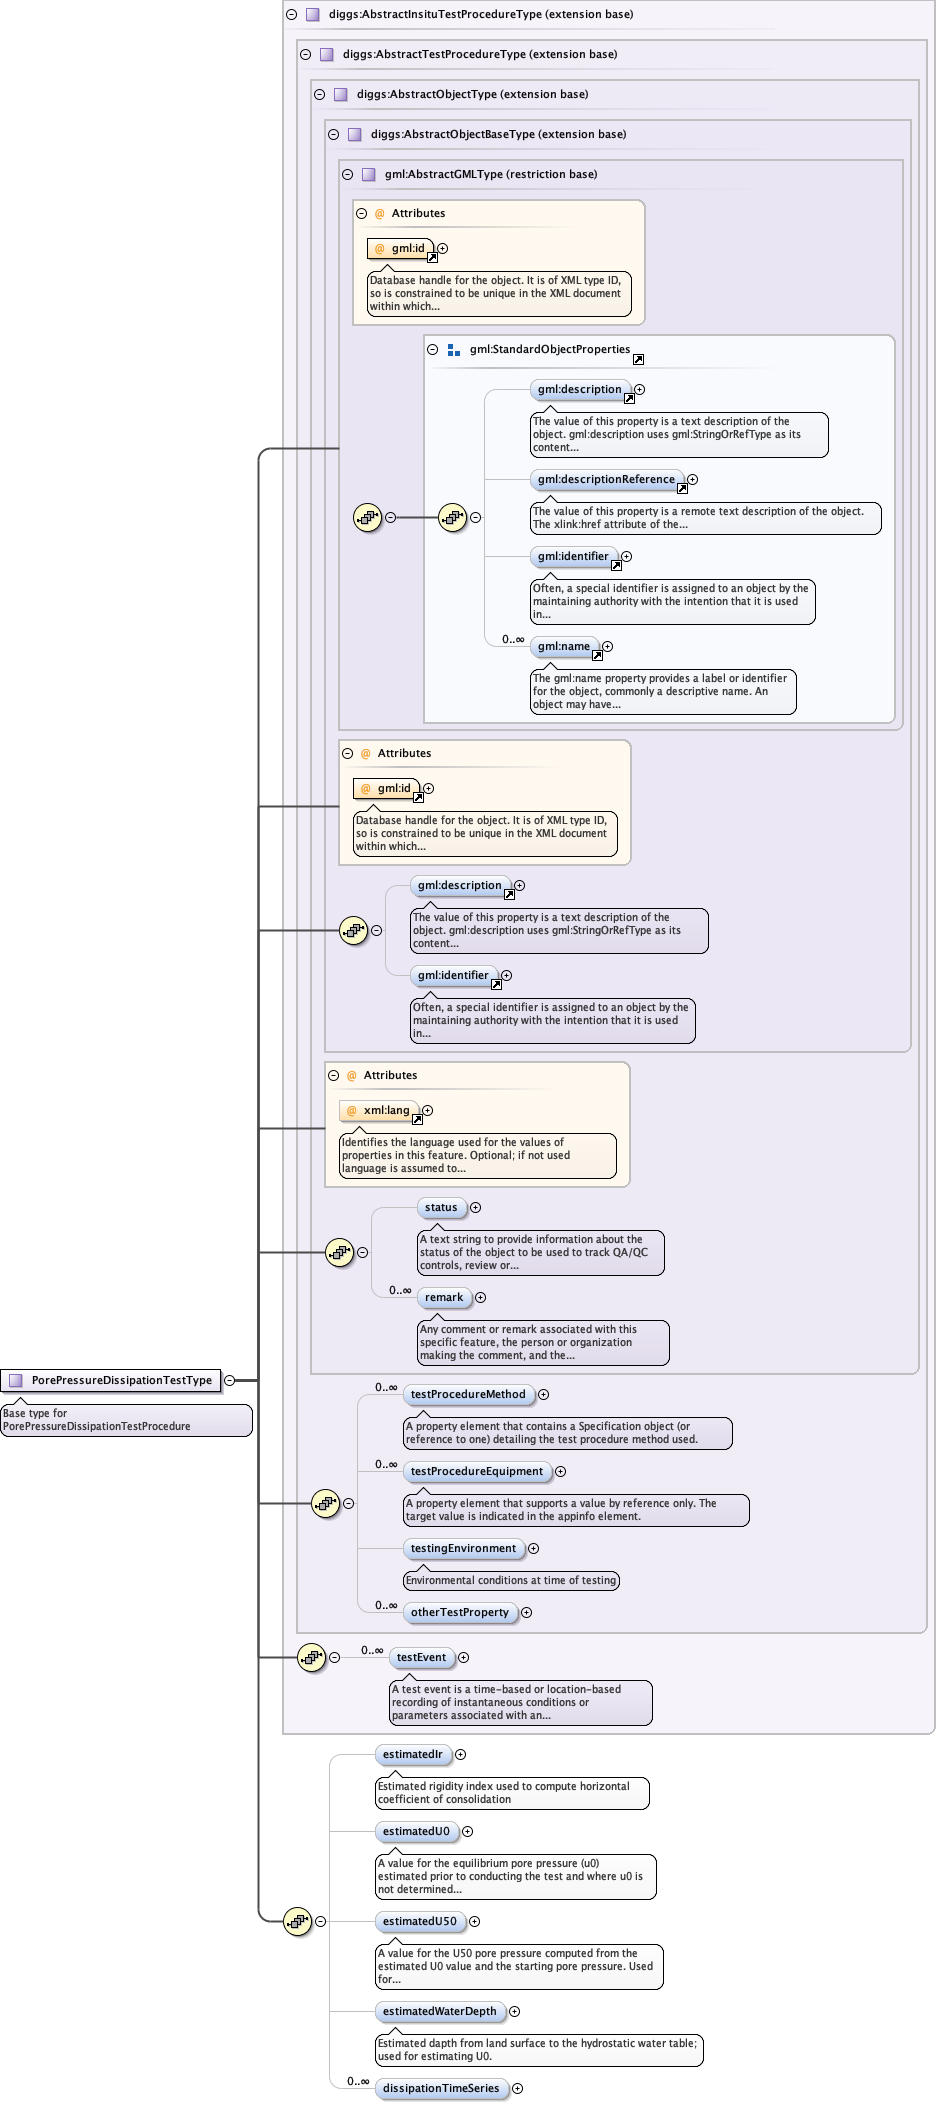 diggs:AbstractInsituTestProcedureType (extension base)
diggs:AbstractTestProcedureType (extension base)
diggs:AbstractObjectType (extension base)
diggs:AbstractObjectBaseType (extension base)
gml:AbstractGMLType (restriction base)
@ Attributes
@ gml:id
Database handle for the object. It is of XML type ID,
so is constrained to be unique in the XML document
within which...
gml:StandardObjectProperties
gml:description
The value of this property is a text description of the
object. gml:description uses gml:StringOrRefType as its
content...
gml:descriptionReference
The value of this property is a remote text description of the object.
The xlink:href attribute of the...
gml:identifier
Often, a special identifier is assigned to an object by the
maintaining authority with the intention that it is used
in...
0..∞
gml:name
The gml:name property provides a label or identifier
for the object, commonly a descriptive name. An
object may have...
@ Attributes
@ gml:id
Database handle for the object. It is of XML type ID,
so is constrained to be unique in the XML document
within which...
gml:description
The value of this property is a text description of the
object. gml:description uses gml:StringOrRefType as its
content...
gml:identifier
Often, a special identifier is assigned to an object by the
maintaining authority with the intention that it is used
in...
@ Attributes
@ xml:lang
Identifies the language used for the values of
properties in this feature. Optional; if not used
language is assumed to...
status
A text string to provide information about the
status of the object to be used to track QA/QC
controls, review or...
0..∞
remark
Any comment or remark associated with this
specific feature, the person or organization
making the comment, and the...
PorePressureDissipationTestType
Base type for
PorePressureDissipationTestProcedure
0..∞
testProcedureMethod
A property element that contains a Specification object (or
reference to one) detailing the test procedure method used.
0..∞
testProcedureEquipment
A property element that supports a value by reference only. The
target value is indicated in the appinfo element.
testingEnvironment
Environmental conditions at time of testing
0..∞
otherTestProperty
0..∞
testEvent
A test event is a time-based or location-based
recording of instantaneous conditions or
parameters associated with an...
estimatedIr
Estimated rigidity index used to compute horizontal
coefficient of consolidation
estimatedU0
A value for the equilibrium pore pressure (u0)
estimated prior to conducting the test and where u0 is
not determined...
estimatedU50
A value for the U50 pore pressure computed from the
estimated U0 value and the starting pore pressure. Used
for...
estimatedWaterDepth
Estimated dapth from land surface to the hydrostatic water table;
used for estimating U0.
0..∞
dissipationTimeSeries